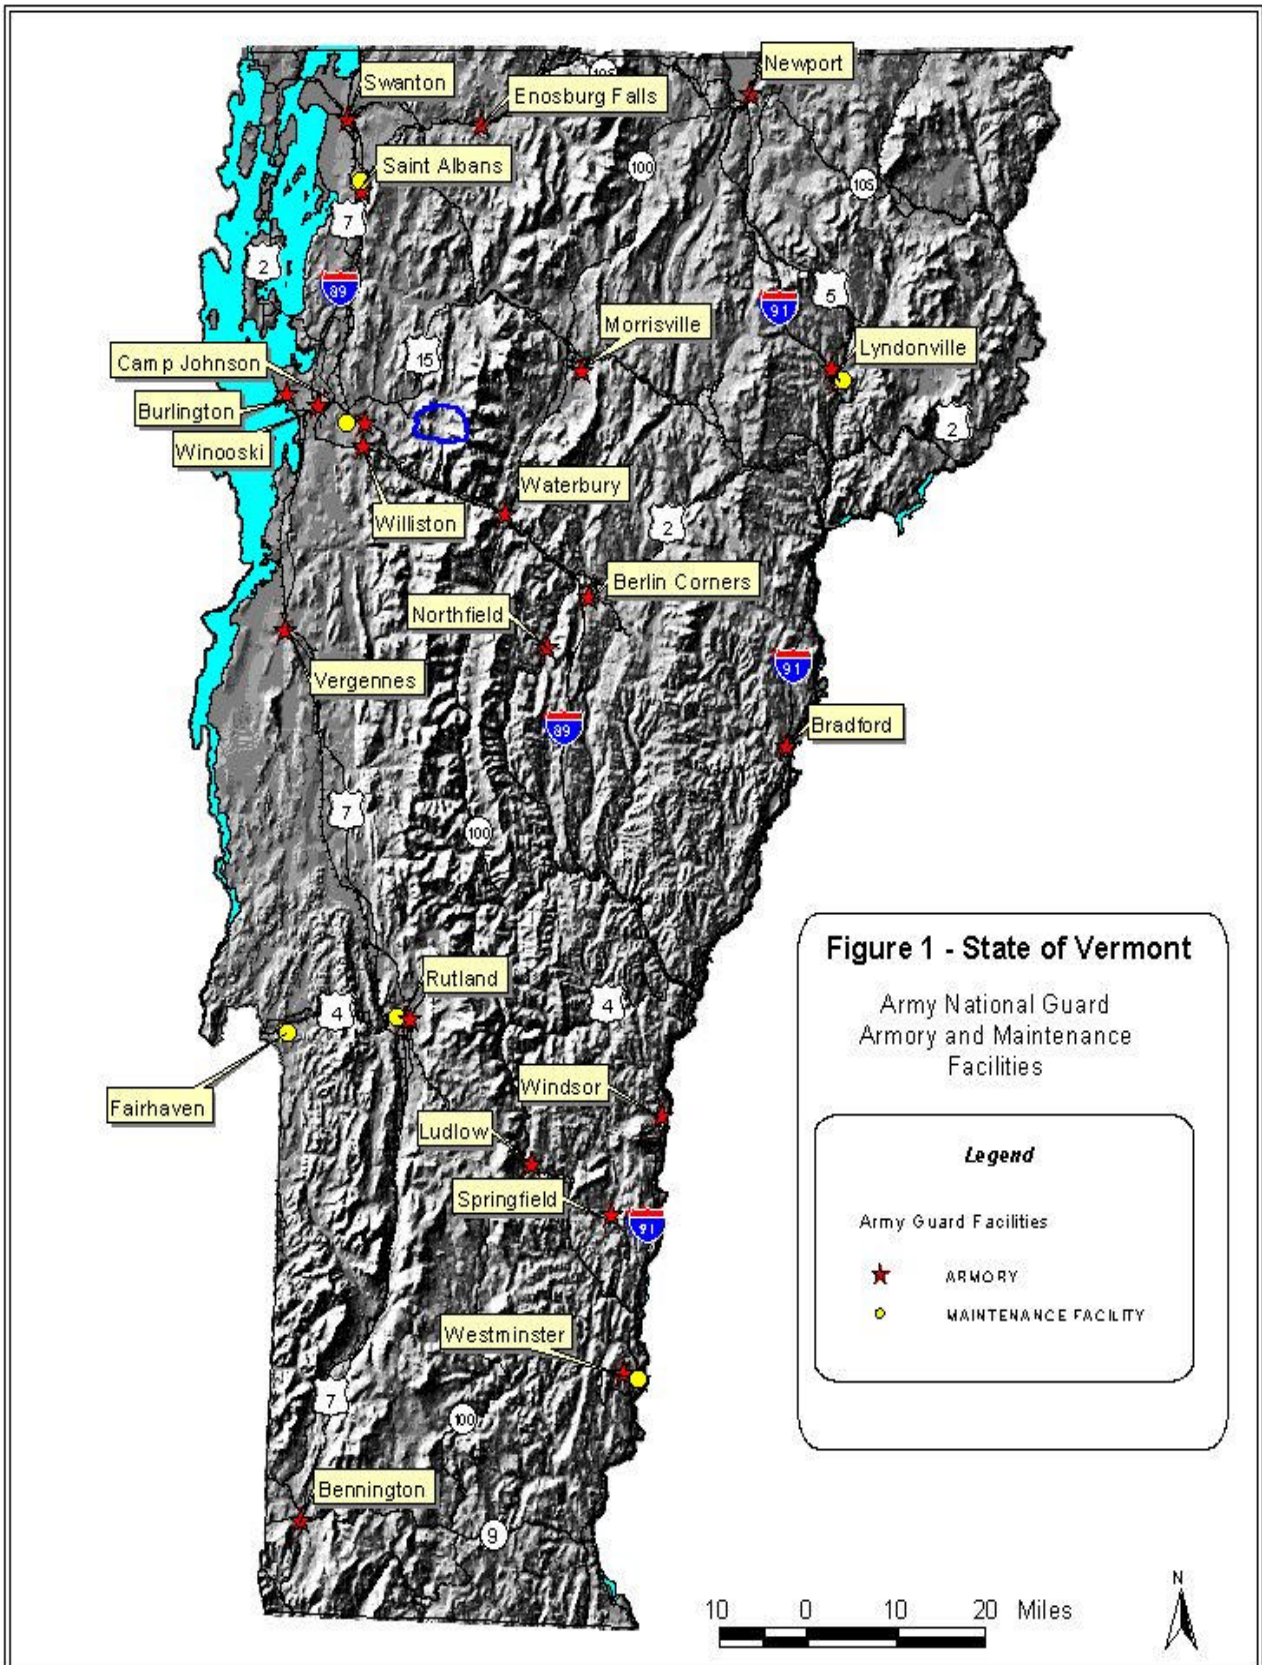 Newport
105
Swanton
Enosburg Falls
100
Saint Albans
105
7
2
89
5
91
Morrisville
Lyndonville
15
Camp Johnson
Burlington
2
Winooski
Waterbury
Williston
2
Berlin Corners
Northfield
91
Vergennes
89
Bradford
7
100
Figure 1 - State of Vermont
Rutland
4
4
Army National Guard
Armory and Maintenance
Facilities
Windsor
Fairhaven
Ludlow
Legend
Springfield
91
Army Guard Facilities
ARMORY
MAINTENANCE FACILITY
Westminster
7
100
Bennington
9
N
10 0 10 20 Miles